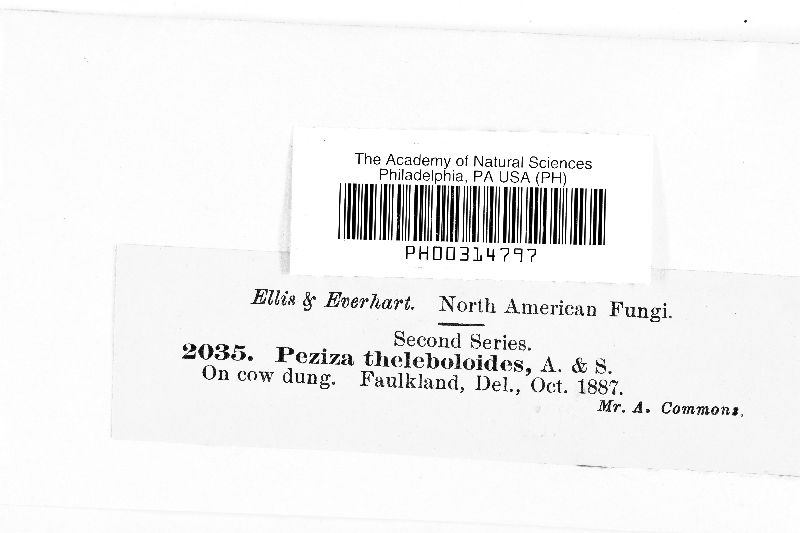 The Academy of Natural Sciences
Philadelphia, PA USA (PH)
PH00314797
Ellis & Everhart. North American Fungi.
Second Series.
2035. Peziza theleboloides, A. & S.
On cow dung. Faulkland, Del., Oct. 1887.
Mr. A. Commons.